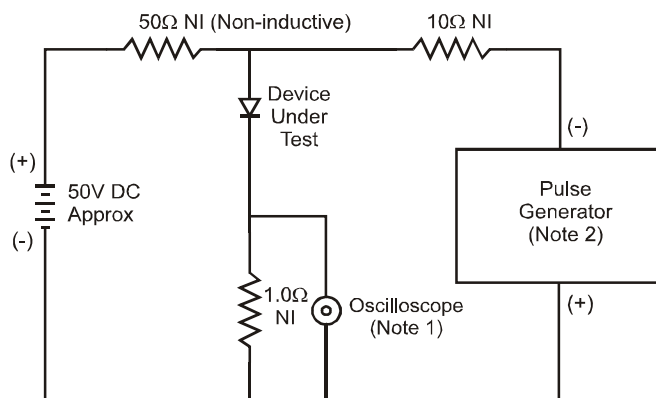 50Ω NI (Non-inductive)
10Ω NI
Device
Under
Test
(+)
50V DC
Approx
(-)
(-)
Pulse
Generator
(Note 2)
(+)
1.0Ω
NI
Oscilloscope
(Note 1)